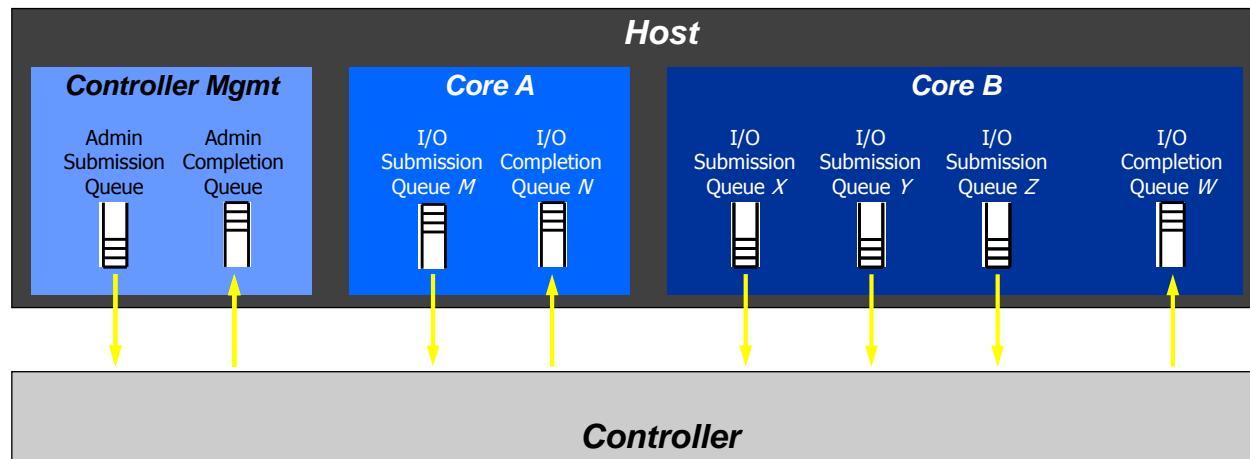 Host
Controller Mgmt
Admin
Submission
Queue
Admin
Completion
Queue
Core A
I/O
Submission
Queue M
I/O
Completion
Queue N
Core B
I/O
Submission
Queue X
I/O
Submission
Queue Y
I/O
Submission
Queue Z
I/O
Completion
Queue W
Controller